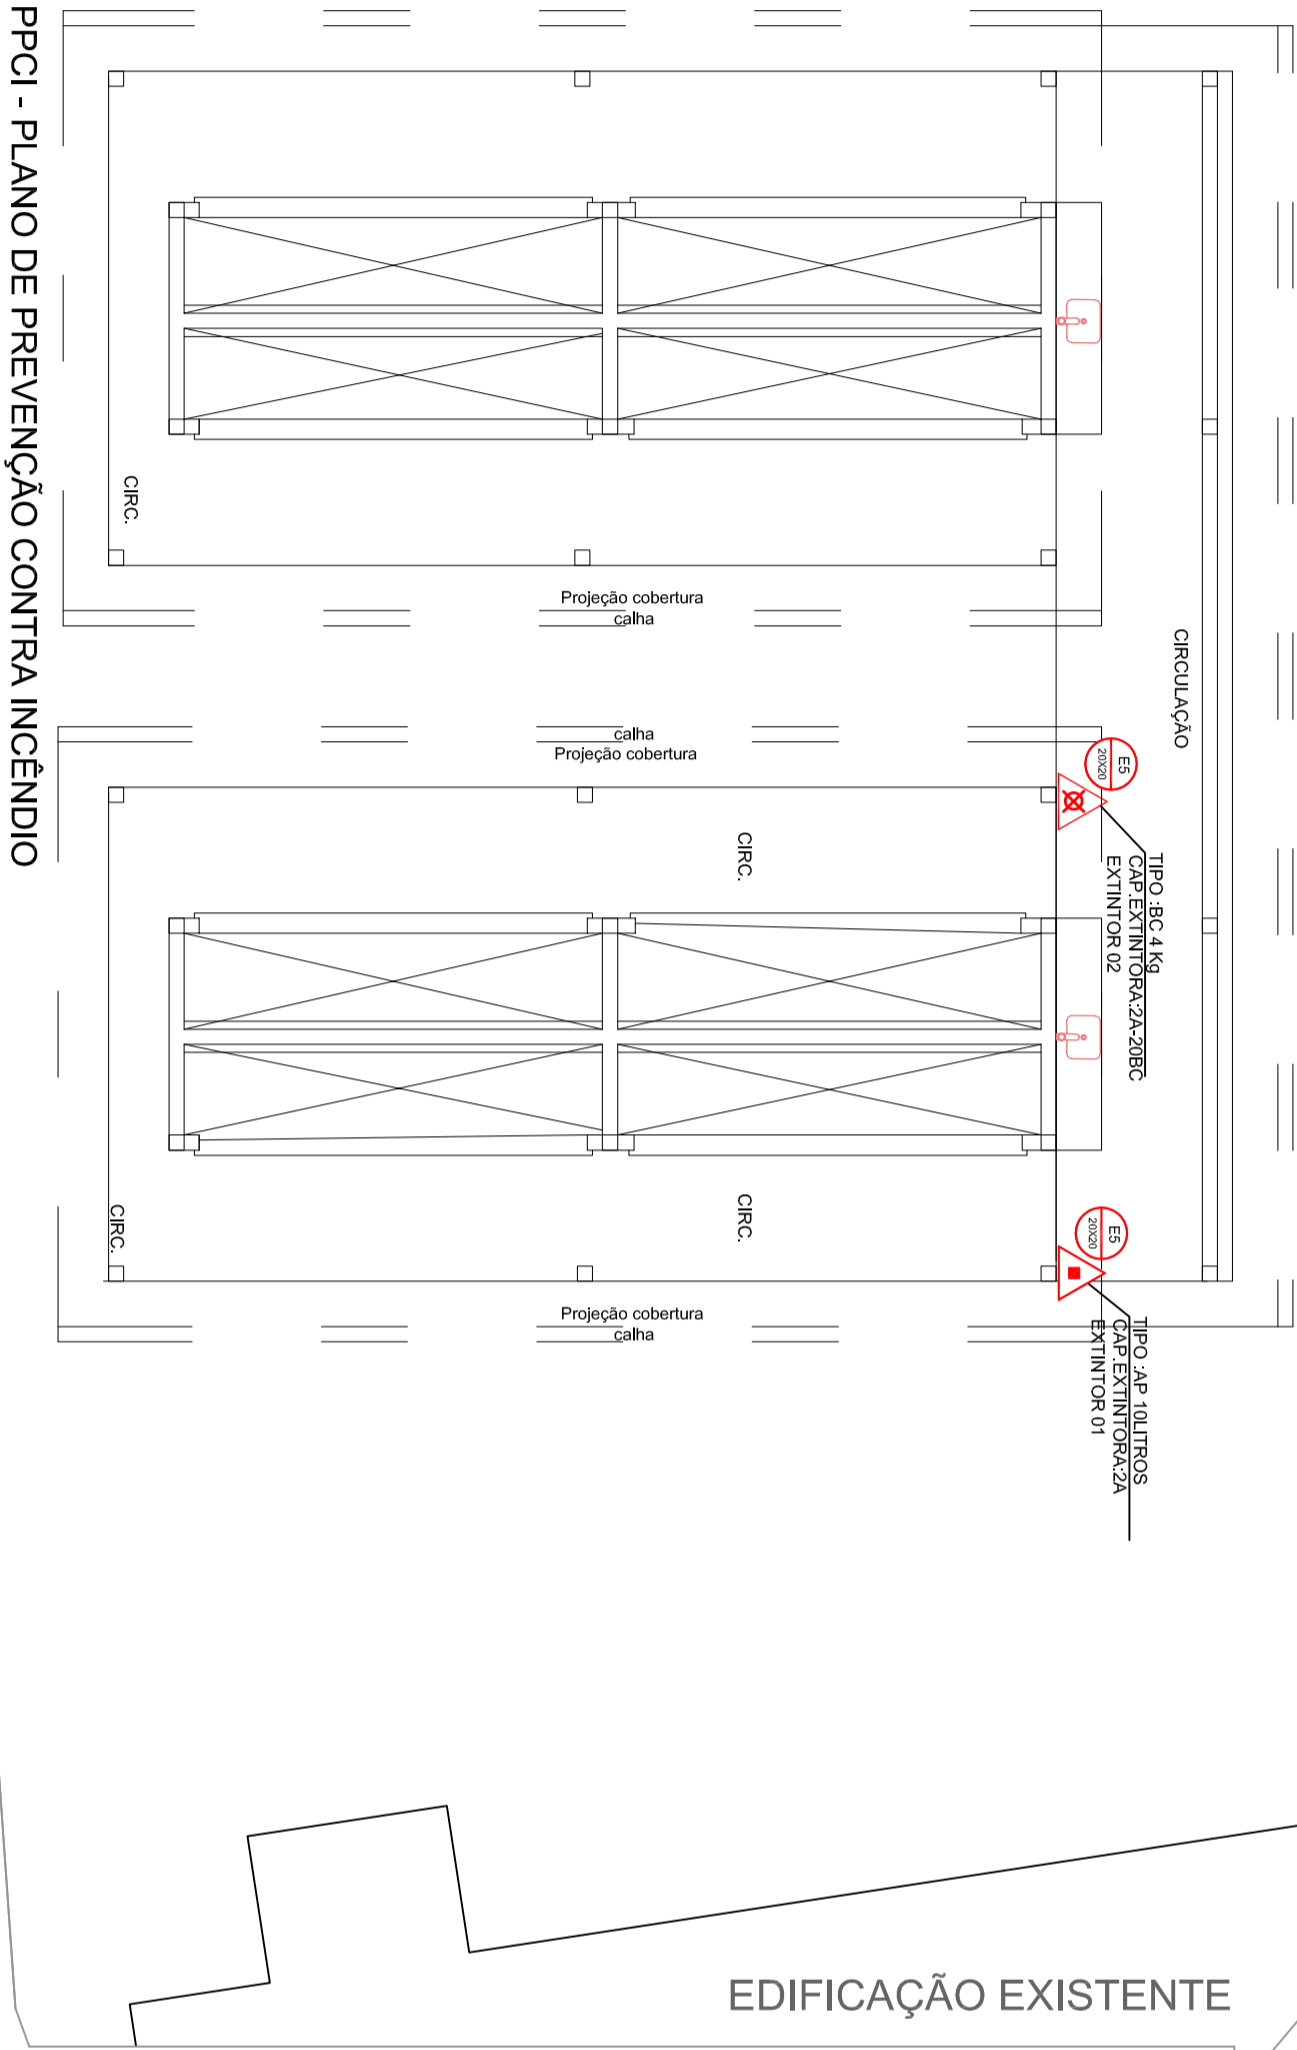 PPCI - PLANO DE PREVENÇÃO CONTRA INCÊNDIO
CIRC.
Projeção cobertura
calha
CIRCULAÇÃO
calha
Projeção cobertura
E5
20X20
TIPO :BC 4 Kg
CAP.EXTINTORA:2A-20BC
EXTINTOR 02
CIRC.
CIRC.
CIRC.
E5
20X20
Projeção cobertura
calha
TIPO :AP 10LITROS
CAP.EXTINTORA:2A
EXTINTOR 01
EDIFICAÇÃO EXISTENTE